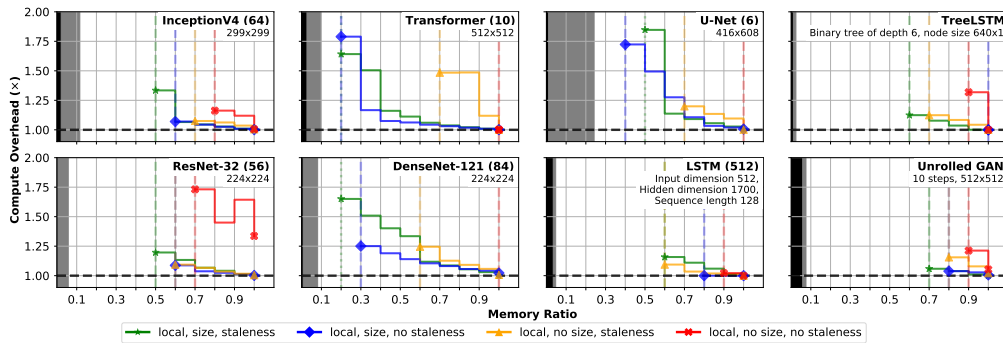 InceptionV4 (64)
299x299
Transformer (10)
512x512
U-Net (6)
416x608
TreeLSTM
Binary tree of depth 6, node size 640x1
2.00
1.75
1.50
1.25
1.00
ResNet-32 (56)
224x224
DenseNet-121 (84)
224x224
LSTM (512)
Input dimension 512,
Hidden dimension 1700,
Sequence length 128
Unrolled GAN
10 steps, 512x512
2.00
1.75
1.50
1.25
1.00
Compute Overhead (×)
0.1 0.3 0.5 0.7 0.9
0.1 0.3 0.5 0.7 0.9
0.1 0.3 0.5 0.7 0.9
0.1 0.3 0.5 0.7 0.9
Memory Ratio
local, size, staleness
local, size, no staleness
local, no size, staleness
local, no size, no staleness